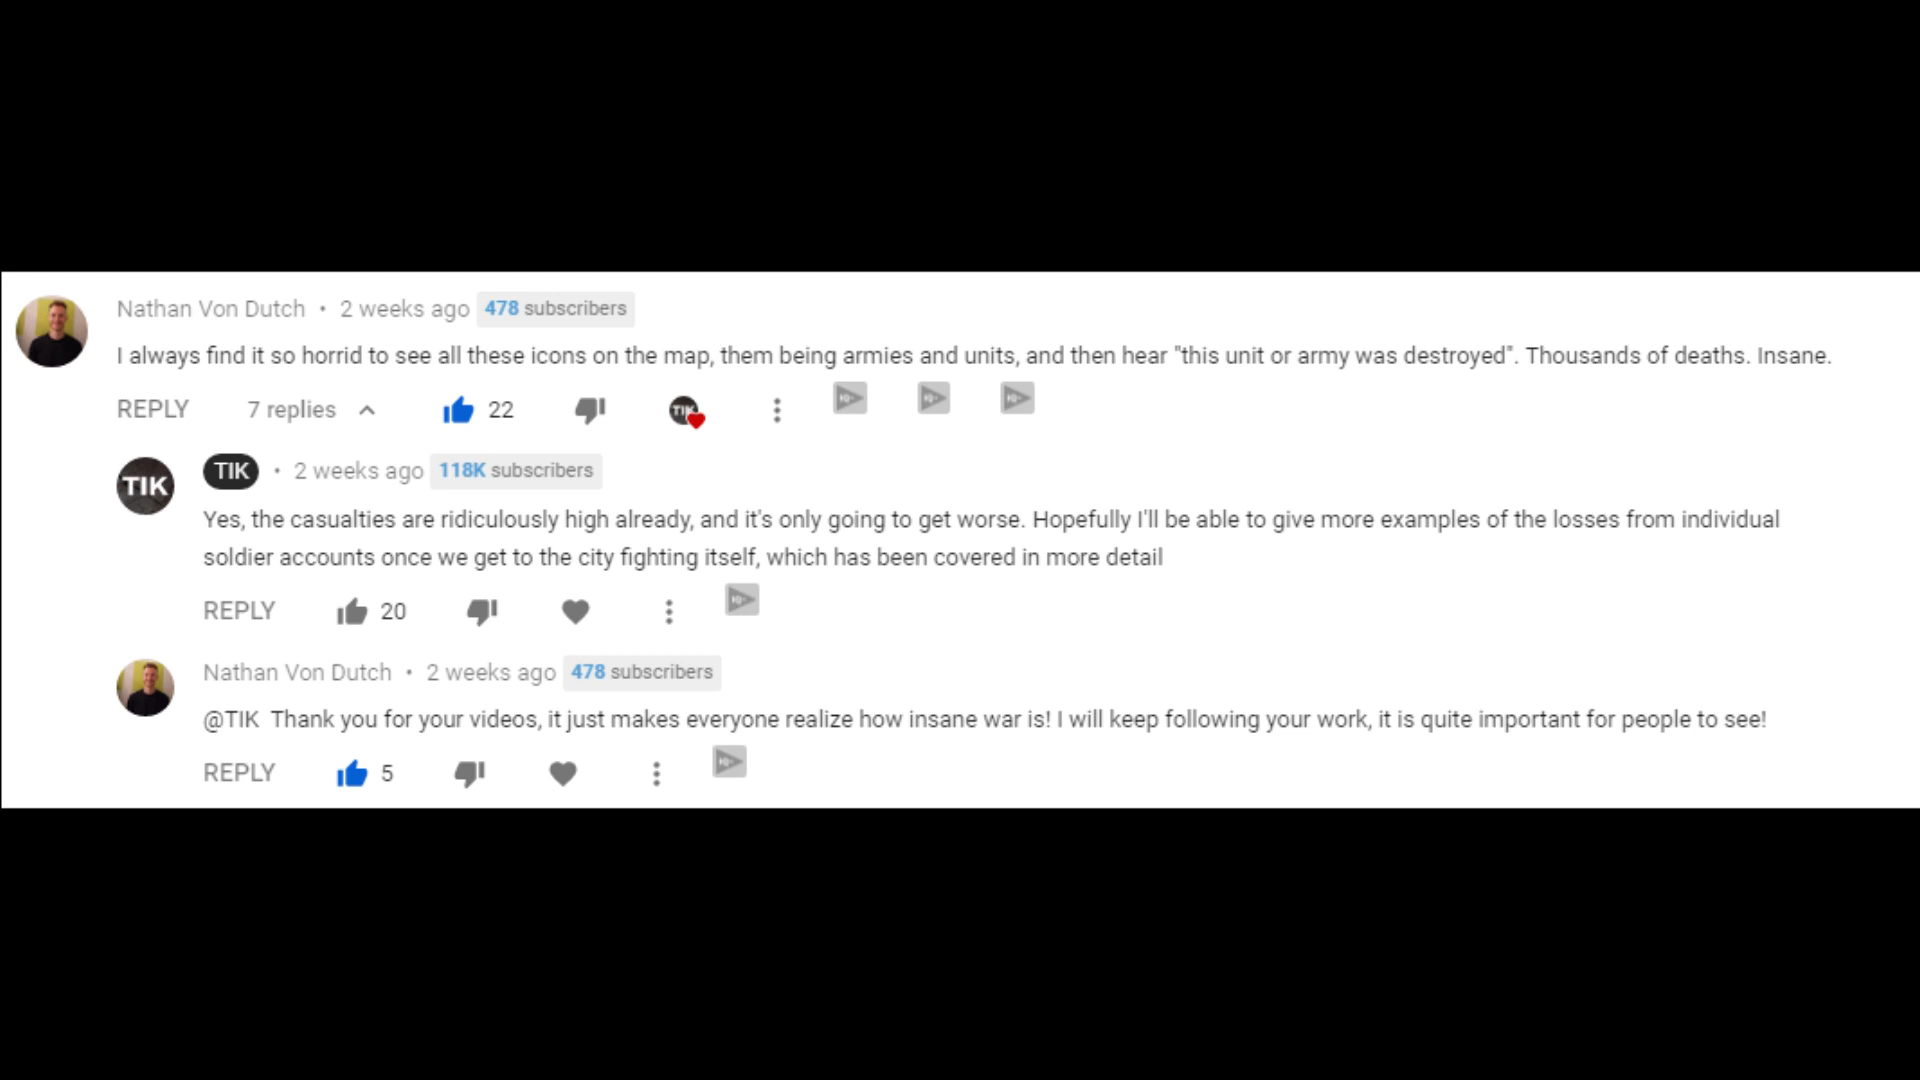 Nathan Von Dutch • 2 weeks ago 478 subscribers
I always find it so horrid to see all these icons on the map, them being armies and units, and then hear "this unit or army was destroyed". Thousands of deaths. Insane.
REPLY 7 replies 22 TIK
TIK TIK • 2 weeks ago 118K subscribers
Yes, the casualties are ridiculously high already, and it's only going to get worse. Hopefully I'll be able to give more examples of the losses from individual
soldier accounts once we get to the city fighting itself, which has been covered in more detail
REPLY 20
Nathan Von Dutch • 2 weeks ago 478 subscribers
@TIK Thank you for your videos, it just makes everyone realize how insane war is! I will keep following your work, it is quite important for people to see!
REPLY 5